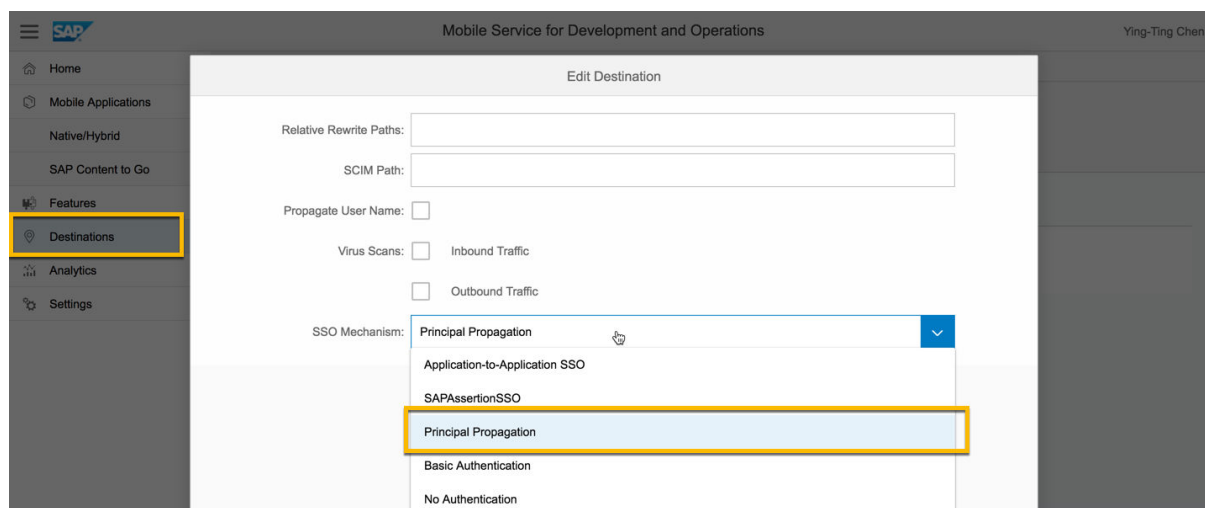 SAP
Mobile Service for Development and Operations
Ying-Ting Chen
Home
Mobile Applications
Native/Hybrid
SAP Content to Go
Features
Destinations
Analytics
Settings
Edit Destination
Relative Rewrite Paths:
SCIM Path:
Propagate User Name:
Virus Scans:
Inbound Traffic
Outbound Traffic
SSO Mechanism:
Principal Propagation
Application-to-Application SSO
SAPAssertionSSO
Principal Propagation
Basic Authentication
No Authentication